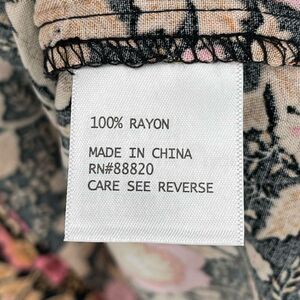 100% RAYON
MADE IN CHINA
RN#88820
CARE SEE REVERSE